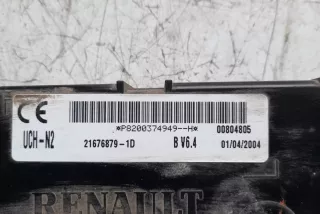 *P8200374949--H*
00804805
CE
UCH-N2
21676879-1D
B V6.4
01/04/2004
RENAULT